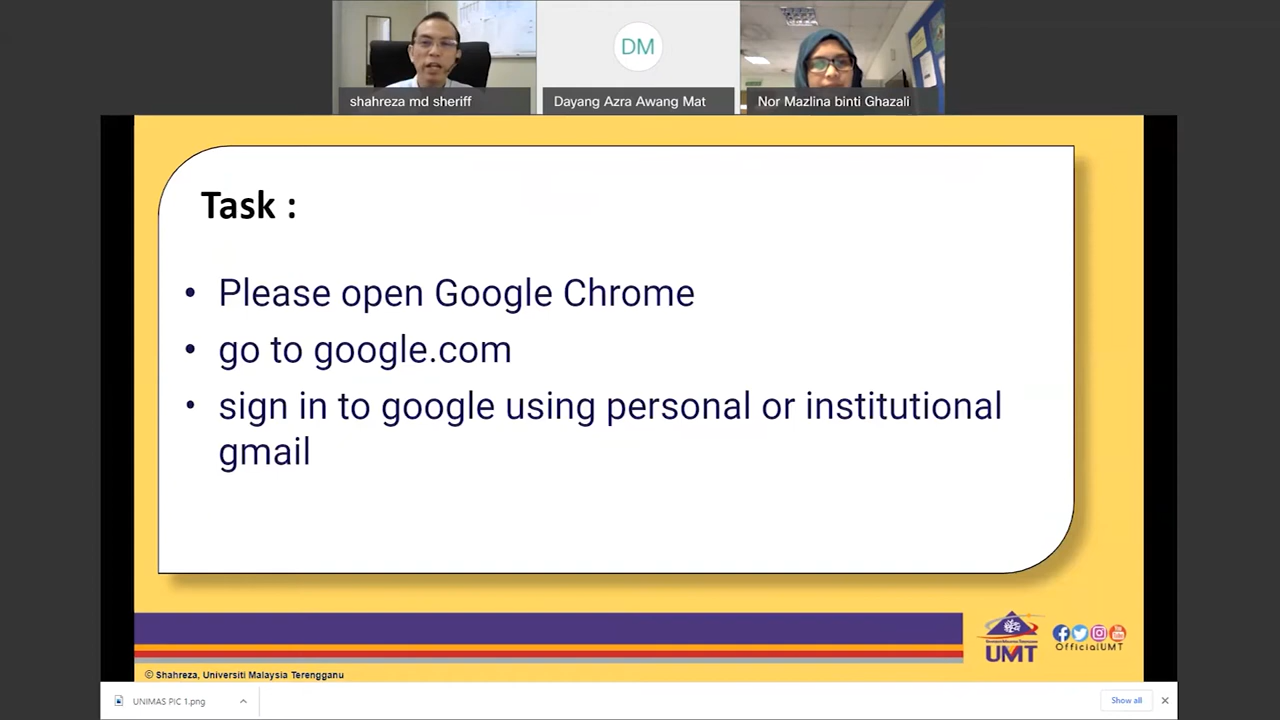 DM
shahreza md sheriff
Dayang Azra Awang Mat
Nor Mazlina binti Ghazali
Task :
• Please open Google Chrome
• go to google.com
• sign in to google using personal or institutional
gmail
UMT
OfficialUMT
© Shahreza, Universiti Malaysia Terengganu
UNIMAS PIC 1.png
Show all